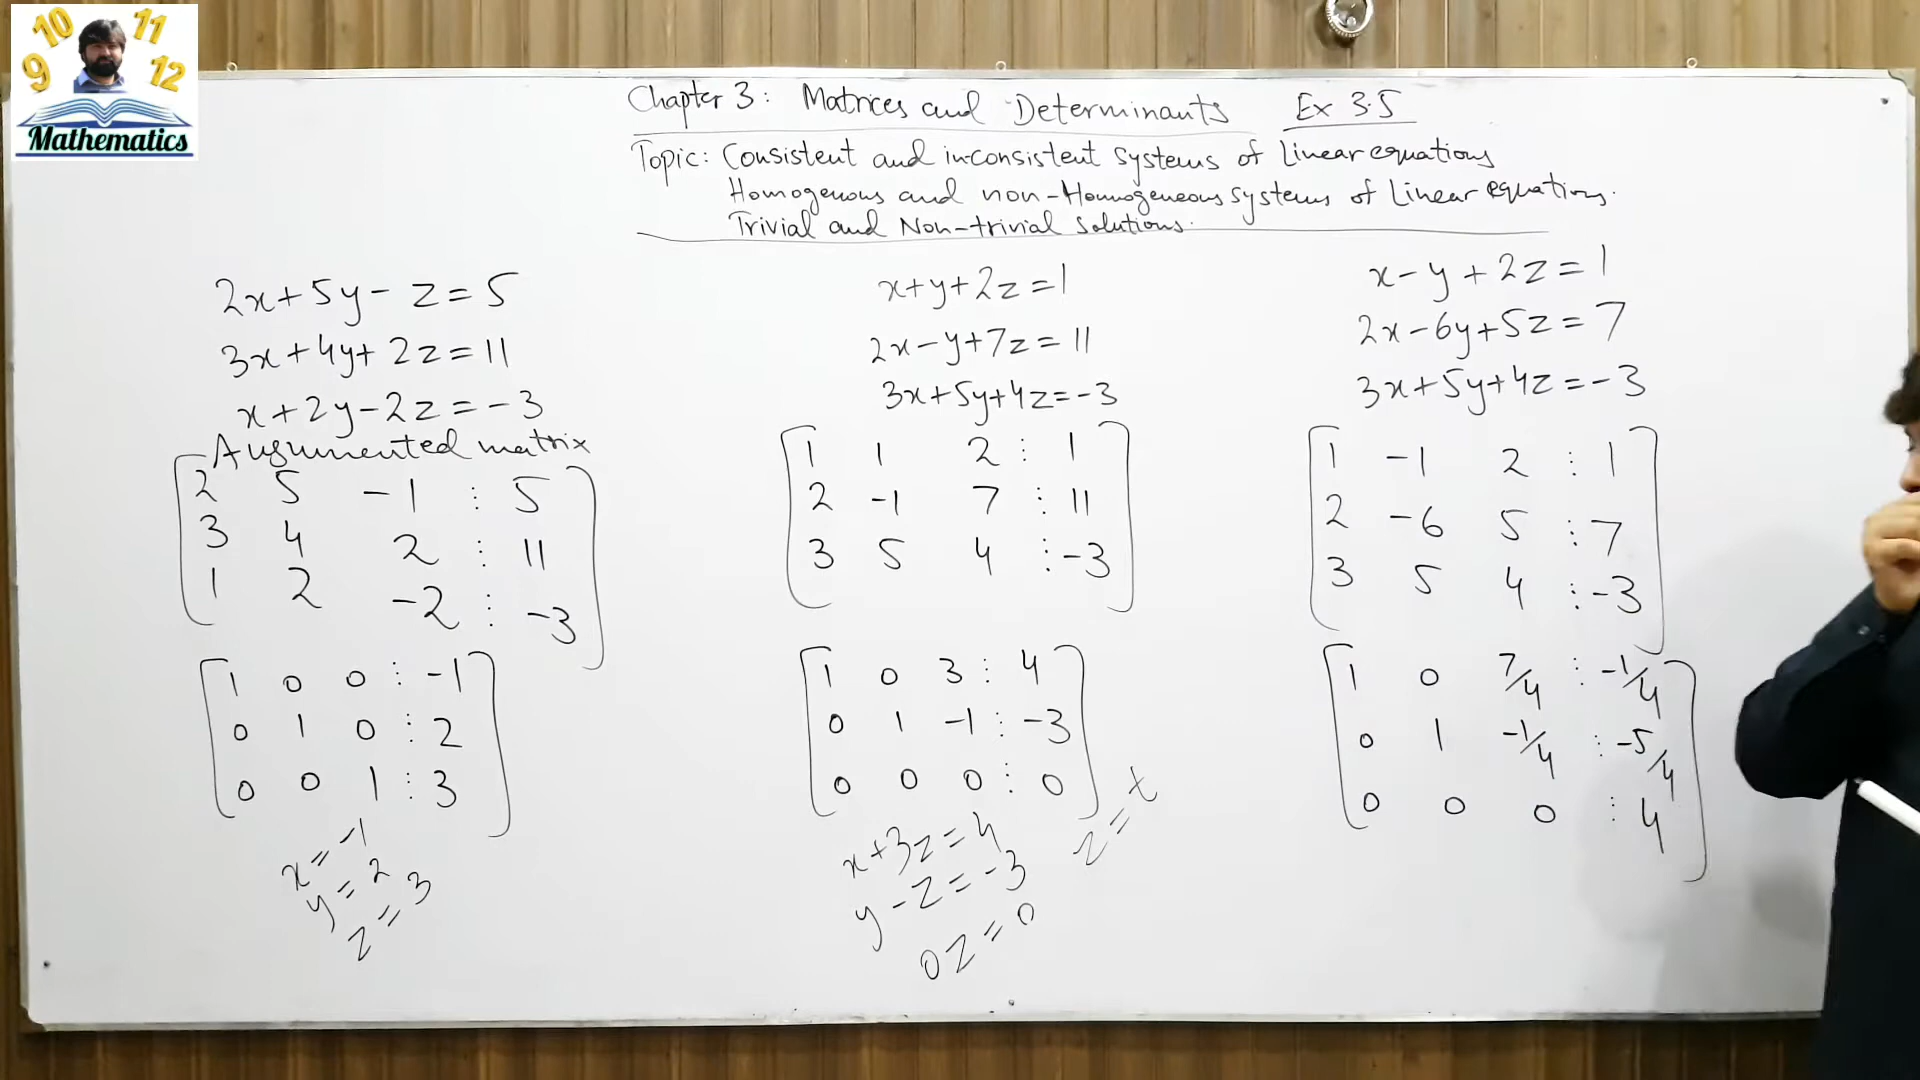 9 10 11 12
Mathematics
Chapter 3: Matrices and Determinants Ex 3.5
Topic: Consistent and inconsistent systems of Linear equations
Homogenous and non-Homogeneous systems of Linear equations.
Trivial and Non-trivial solutions.
2x+5y-z=5
3x+4y+2z=11
x+2y-2z=-3
Augumented matrix
2 5 -1 ⋮ 5
3 4 2 ⋮ 11
1 2 -2 ⋮ -3
1 0 0 ⋮ -1
0 1 0 ⋮ 2
0 0 1 ⋮ 3
x=-1
y=2
z=3
x+y+2z=1
2x-y+7z=11
3x+5y+4z=-3
1 1 2 ⋮ 1
2 -1 7 ⋮ 11
3 5 4 ⋮ -3
1 0 3 ⋮ 4
0 1 -1 ⋮ -3
0 0 0 ⋮ 0
x+3z=4
y-z=-3
0z=0
z=t
x-y+2z=1
2x-6y+5z=7
3x+5y+4z=-3
1 -1 2 ⋮ 1
2 -6 5 ⋮ 7
3 5 4 ⋮ -3
1 0 7/4 ⋮ -1/4
0 1 -1/4 ⋮ -5/4
0 0 0 ⋮ 4